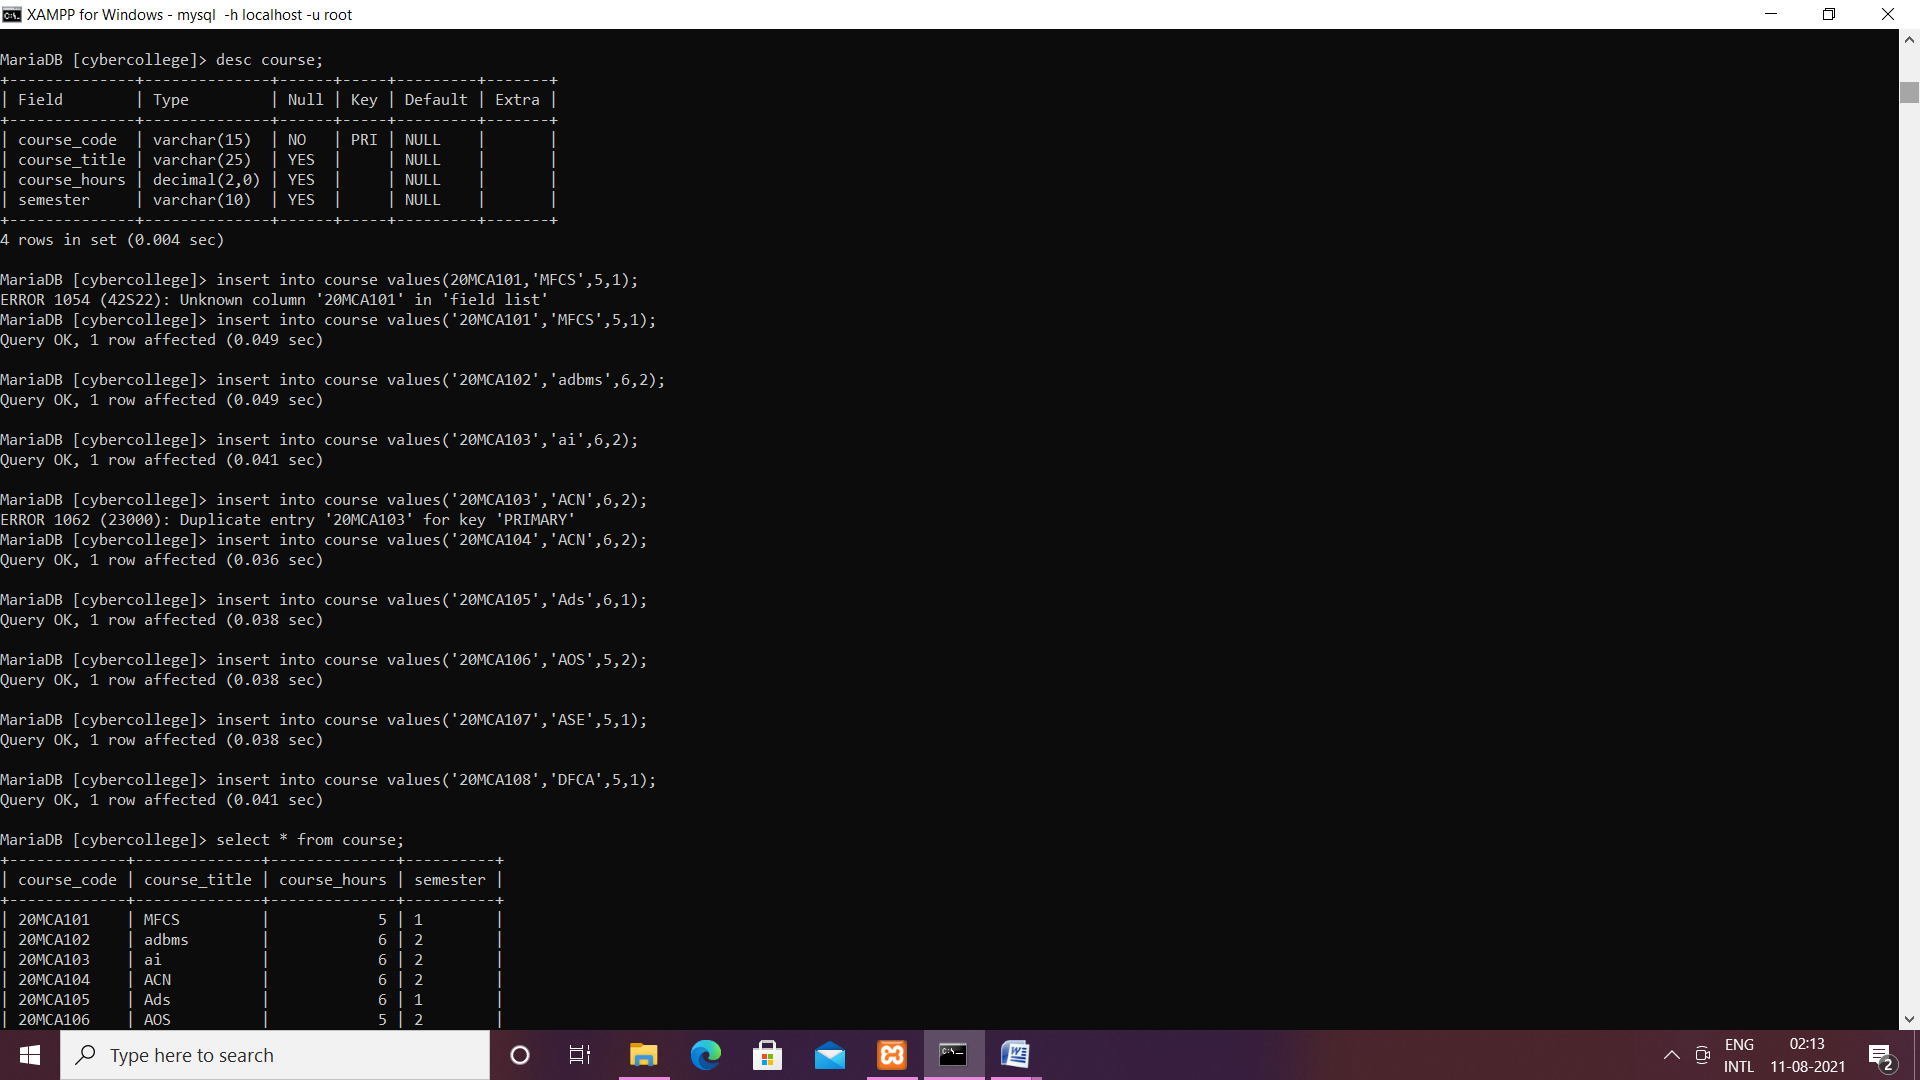 XAMPP for Windows - mysql  -h localhost -u root
MariaDB [cybercollege]> desc course;
+--------------+--------------+------+-----+---------+-------+
| Field        | Type         | Null | Key | Default | Extra |
+--------------+--------------+------+-----+---------+-------+
| course_code  | varchar(15)  | NO   | PRI | NULL    |       |
| course_title | varchar(25)  | YES  |     | NULL    |       |
| course_hours | decimal(2,0) | YES  |     | NULL    |       |
| semester     | varchar(10)  | YES  |     | NULL    |       |
+--------------+--------------+------+-----+---------+-------+
4 rows in set (0.004 sec)
MariaDB [cybercollege]> insert into course values(20MCA101,'MFCS',5,1);
ERROR 1054 (42S22): Unknown column '20MCA101' in 'field list'
MariaDB [cybercollege]> insert into course values('20MCA101','MFCS',5,1);
Query OK, 1 row affected (0.049 sec)
MariaDB [cybercollege]> insert into course values('20MCA102','adbms',6,2);
Query OK, 1 row affected (0.049 sec)
MariaDB [cybercollege]> insert into course values('20MCA103','ai',6,2);
Query OK, 1 row affected (0.041 sec)
MariaDB [cybercollege]> insert into course values('20MCA103','ACN',6,2);
ERROR 1062 (23000): Duplicate entry '20MCA103' for key 'PRIMARY'
MariaDB [cybercollege]> insert into course values('20MCA104','ACN',6,2);
Query OK, 1 row affected (0.036 sec)
MariaDB [cybercollege]> insert into course values('20MCA105','Ads',6,1);
Query OK, 1 row affected (0.038 sec)
MariaDB [cybercollege]> insert into course values('20MCA106','AOS',5,2);
Query OK, 1 row affected (0.038 sec)
MariaDB [cybercollege]> insert into course values('20MCA107','ASE',5,1);
Query OK, 1 row affected (0.038 sec)
MariaDB [cybercollege]> insert into course values('20MCA108','DFCA',5,1);
Query OK, 1 row affected (0.041 sec)
MariaDB [cybercollege]> select * from course;
+-------------+--------------+--------------+----------+
| course_code | course_title | course_hours | semester |
+-------------+--------------+--------------+----------+
| 20MCA101    | MFCS         |            5 | 1        |
| 20MCA102    | adbms        |            6 | 2        |
| 20MCA103    | ai           |            6 | 2        |
| 20MCA104    | ACN          |            6 | 2        |
| 20MCA105    | Ads          |            6 | 1        |
| 20MCA106    | AOS          |            5 | 2        |
Type here to search
ENG
INTL
02:13
11-08-2021
2